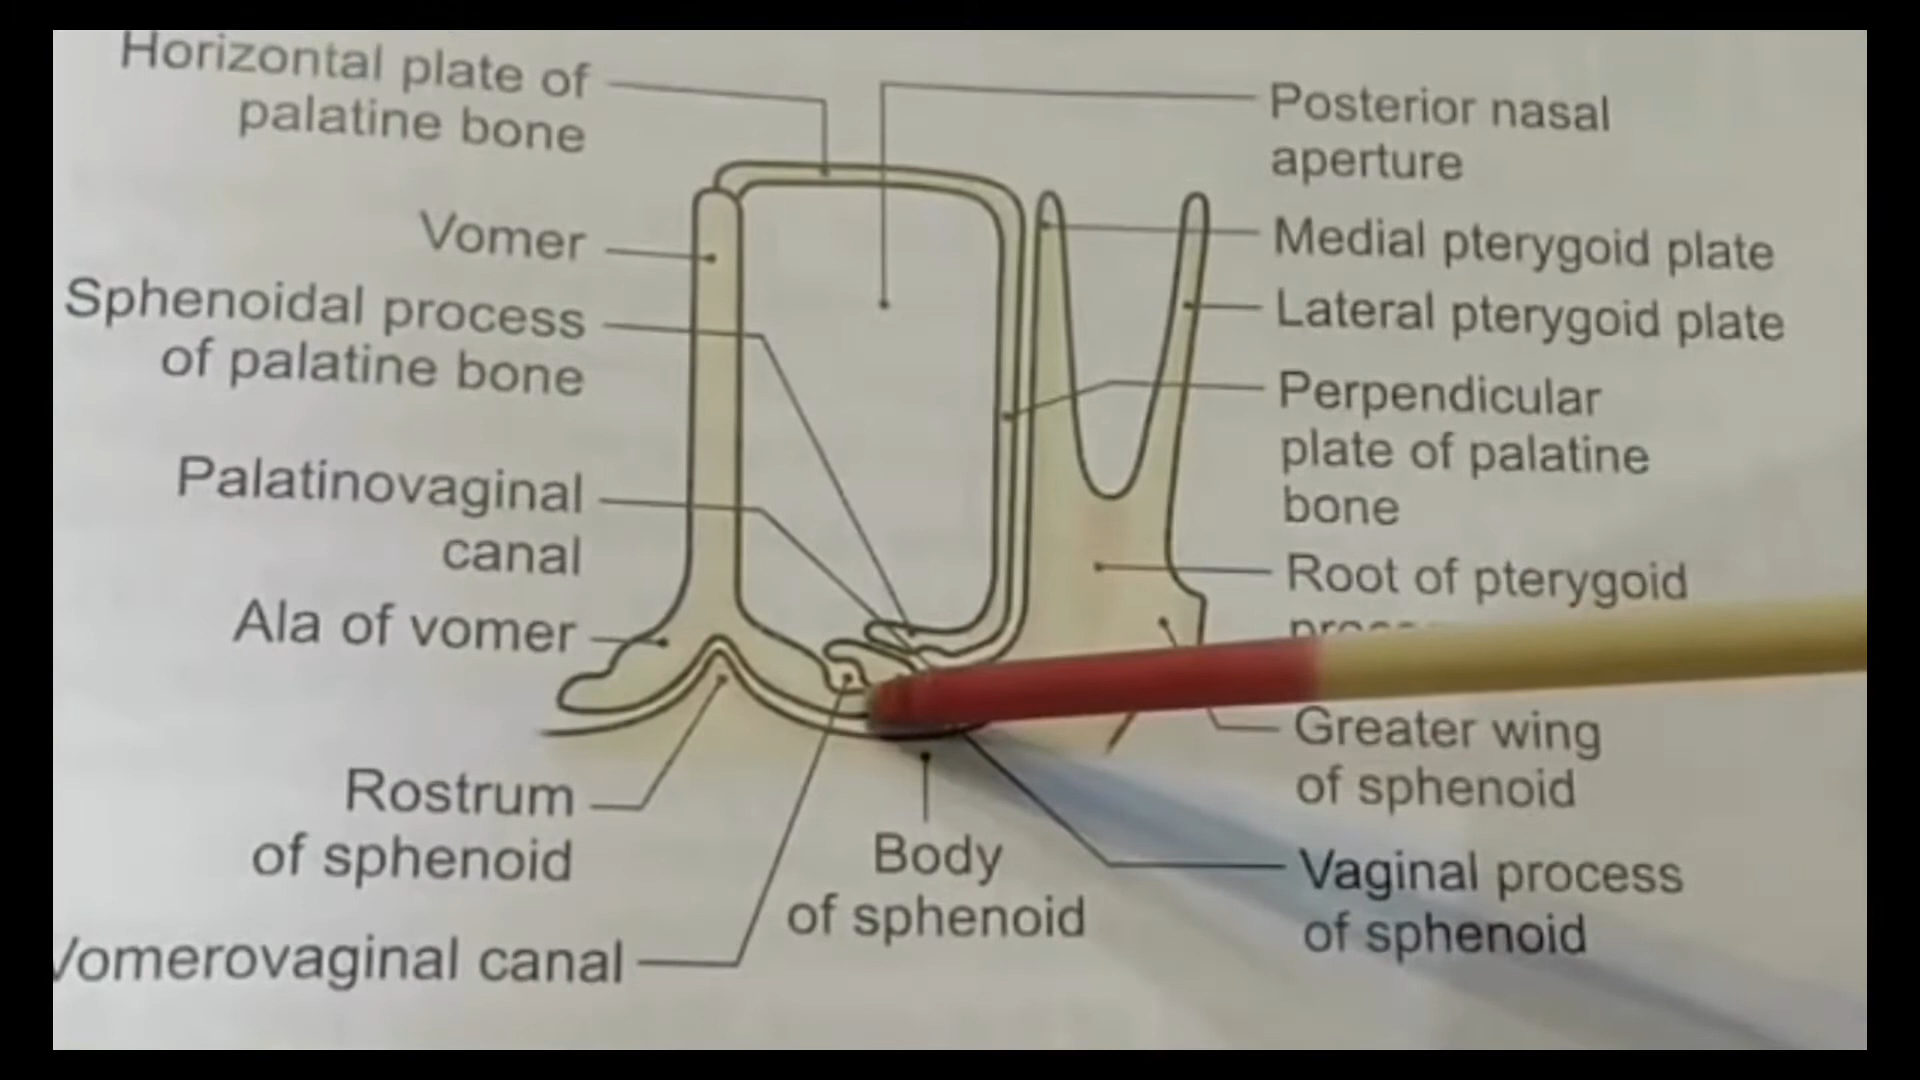 Horizontal plate of
palatine bone
Vomer
Sphenoidal process
of palatine bone
Palatinovaginal
canal
Ala of vomer
Rostrum
of sphenoid
Vomerovaginal canal
Body
of sphenoid
Posterior nasal
aperture
Medial pterygoid plate
Lateral pterygoid plate
Perpendicular
plate of palatine
bone
Root of pterygoid
Greater wing
of sphenoid
Vaginal process
of sphenoid